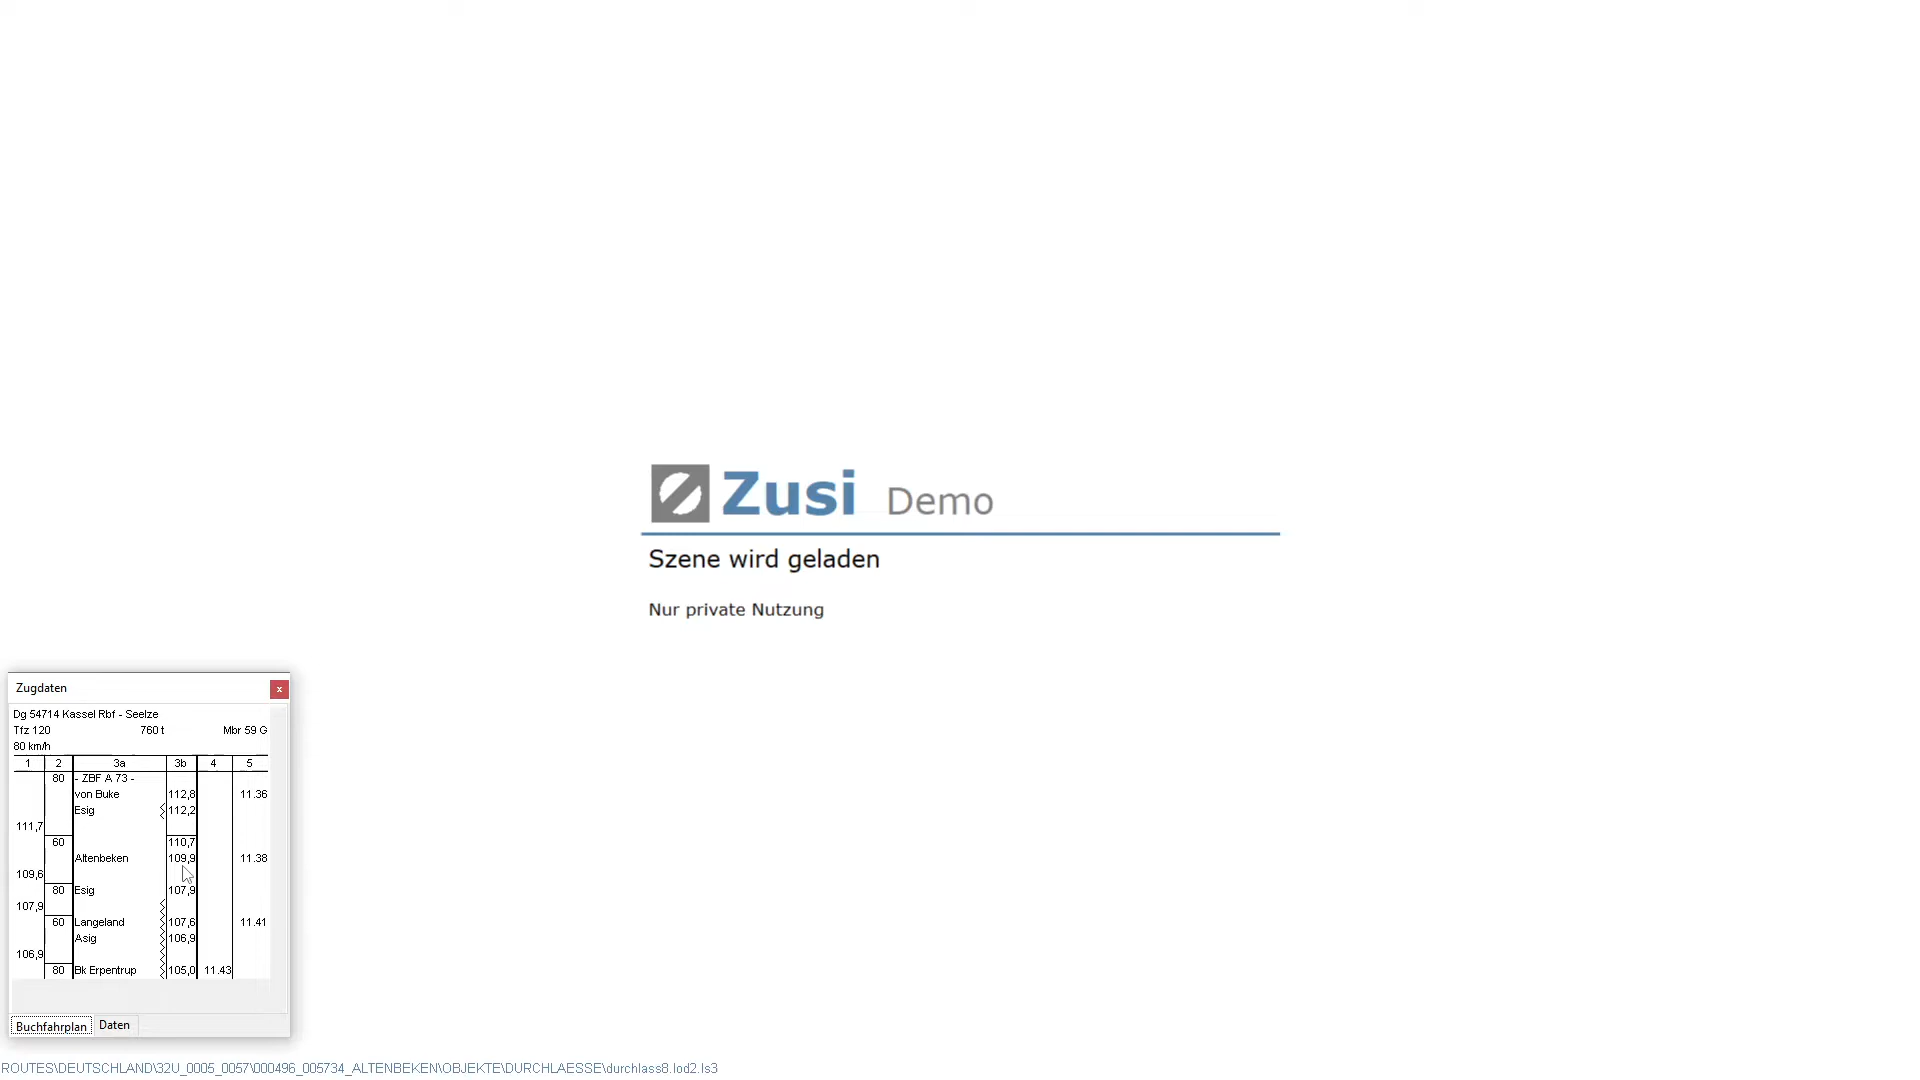 Zusi Demo
Szene wird geladen
Nur private Nutzung
Zugdaten
x
Dg 54714 Kassel Rbf - Seelze
Tfz 120 760 t Mbr 59 G
80 km/h
1 2 3a 3b 4 5
80 - ZBF A 73 -
von Buke 112,8 11.36
Esig 112,2
111,7
60 110,7
Altenbeken 109,9 11.38
109,6
80 Esig 107,9
107,9
60 Langeland 107,6 11.41
Asig 106,9
106,9
80 Bk Erpentrup 105,0 11.43
Buchfahrplan Daten
ROUTES\DEUTSCHLAND\32U_0005_0057\000496_005734_ALTENBEKEN\OBJEKTE\DURCHLAESSE\durchlass8.lod2.ls3